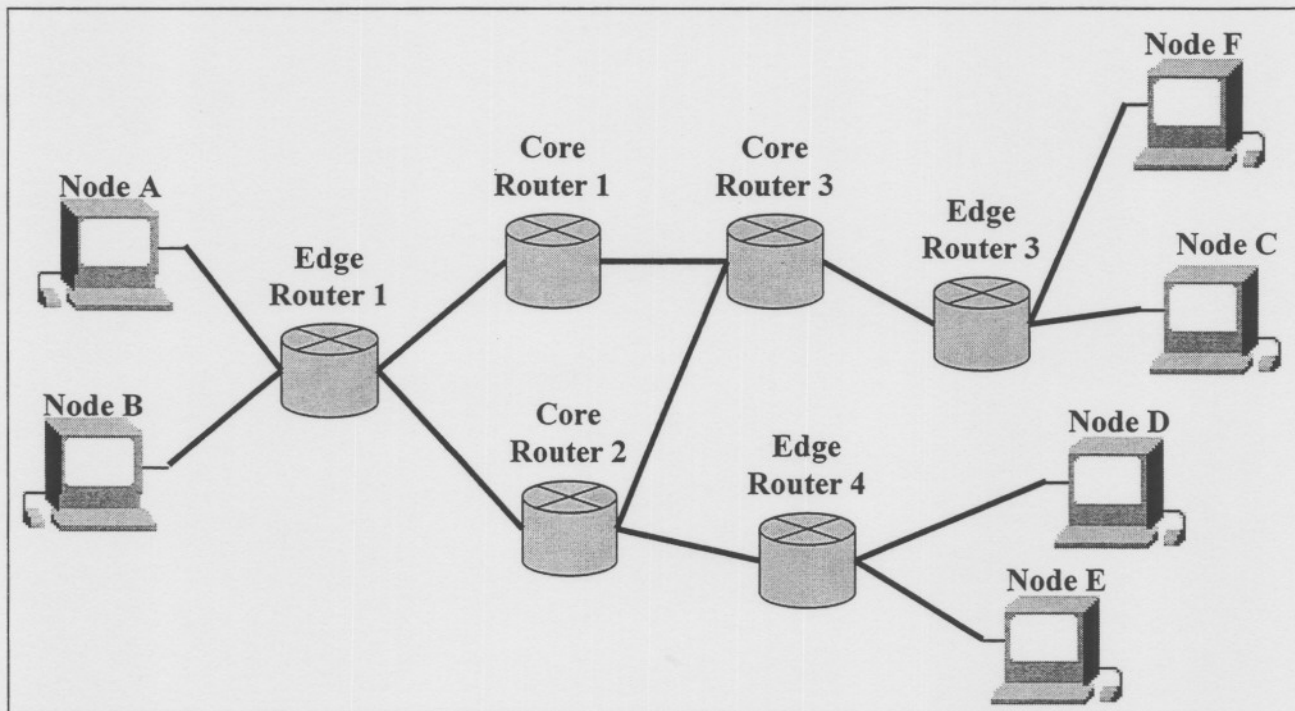 Node F
Core
Router 1
Core
Router 3
Node A
Edge
Router 3
Node C
Edge
Router 1
Node B
Core
Router 2
Edge
Router 4
Node D
Node E